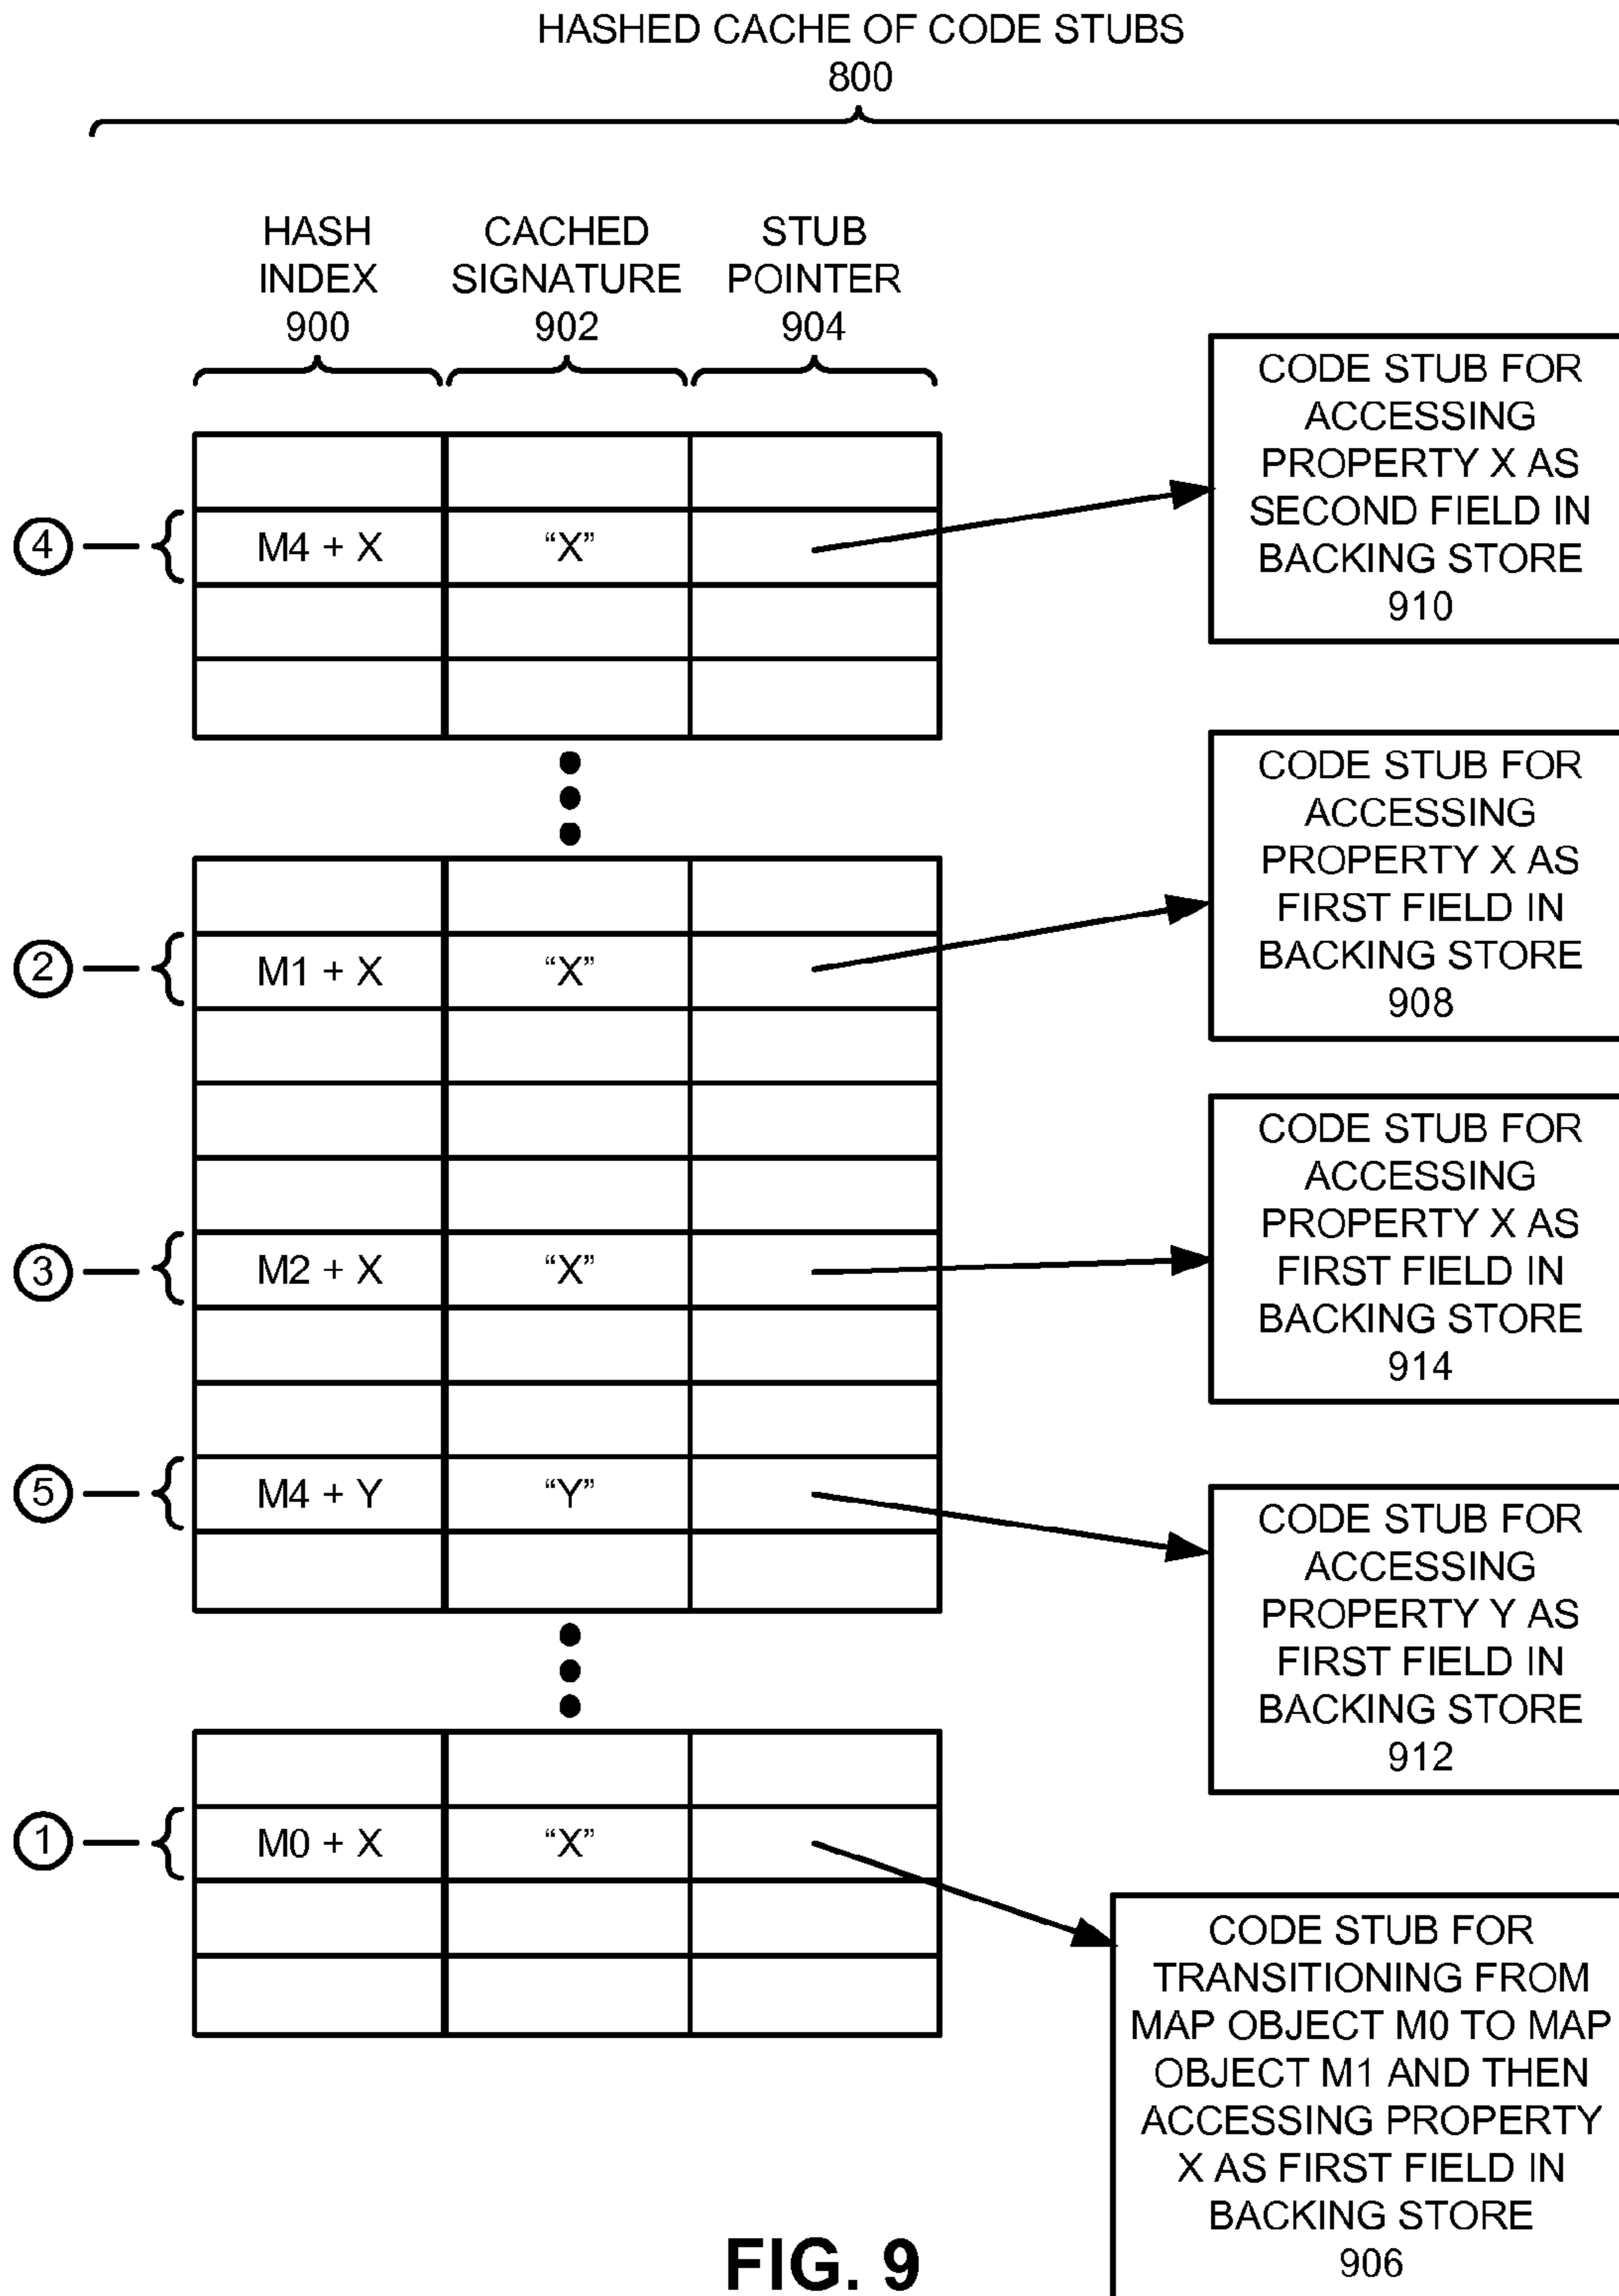 HASHED CACHE OF CODE STUBS
800
HASH
INDEX
900
CACHED
SIGNATURE
902
STUB
POINTER
904
4
M4 + X
“X”
CODE STUB FOR
ACCESSING
PROPERTY X AS
SECOND FIELD IN
BACKING STORE
910
2
M1 + X
“X”
CODE STUB FOR
ACCESSING
PROPERTY X AS
FIRST FIELD IN
BACKING STORE
908
3
M2 + X
“X”
CODE STUB FOR
ACCESSING
PROPERTY X AS
FIRST FIELD IN
BACKING STORE
914
5
M4 + Y
“Y”
CODE STUB FOR
ACCESSING
PROPERTY Y AS
FIRST FIELD IN
BACKING STORE
912
1
M0 + X
“X”
CODE STUB FOR
TRANSITIONING FROM
MAP OBJECT M0 TO MAP
OBJECT M1 AND THEN
ACCESSING PROPERTY
X AS FIRST FIELD IN
BACKING STORE
906
FIG. 9